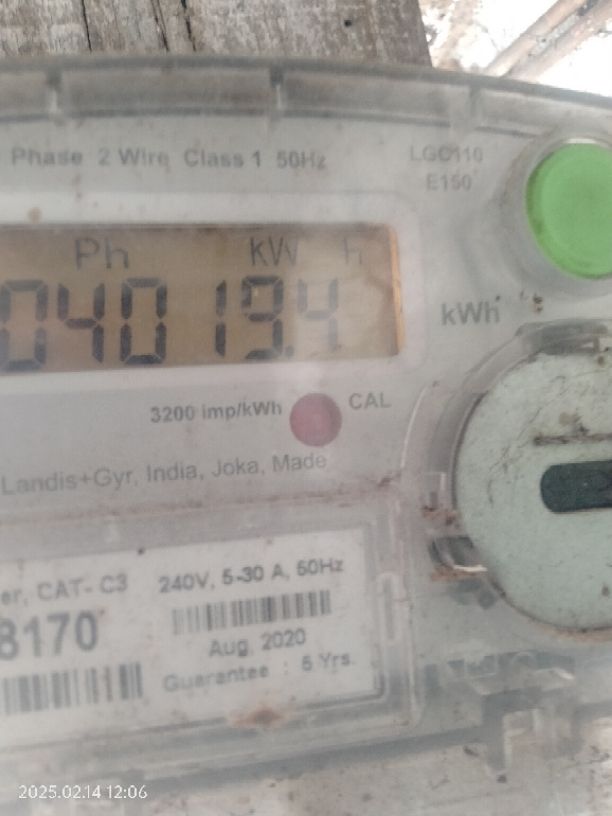 Phase 2 Wire Class 1 50Hz
LGC110
E150
Ph KW h
04019.4
kWh
3200 imp/kWh CAL
Landis+Gyr, India, Joka, Made
er, CAT- C3 240V, 5-30 A, 50Hz
8170
Aug. 2020
Guarantee : 5 Yrs.
2025.02.14 12:06